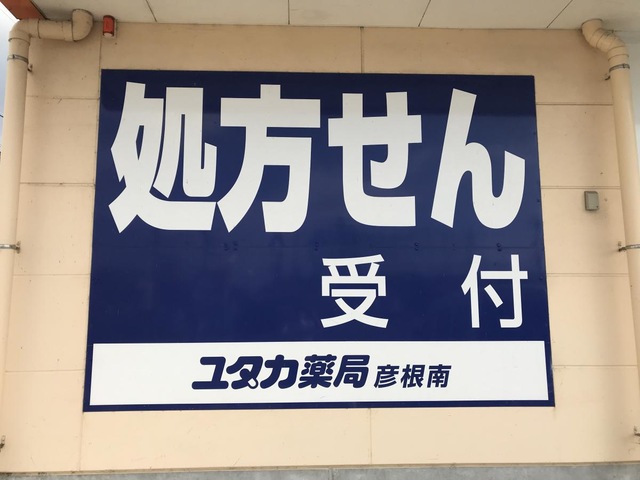 処方せん
受付
ユタカ薬局 彦根南